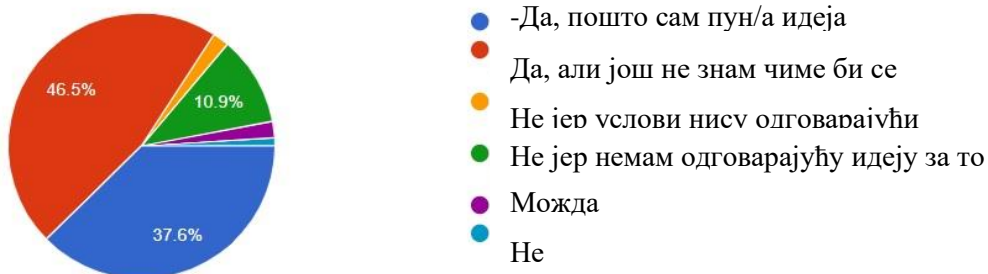 -Да, пошто сам пун/а идеја
Да, али још не знам чиме би се
Не јер услови нису одговарајући
Не јер немам одговарајућу идеју за то
Можда
Не
46.5%
10.9%
37.6%